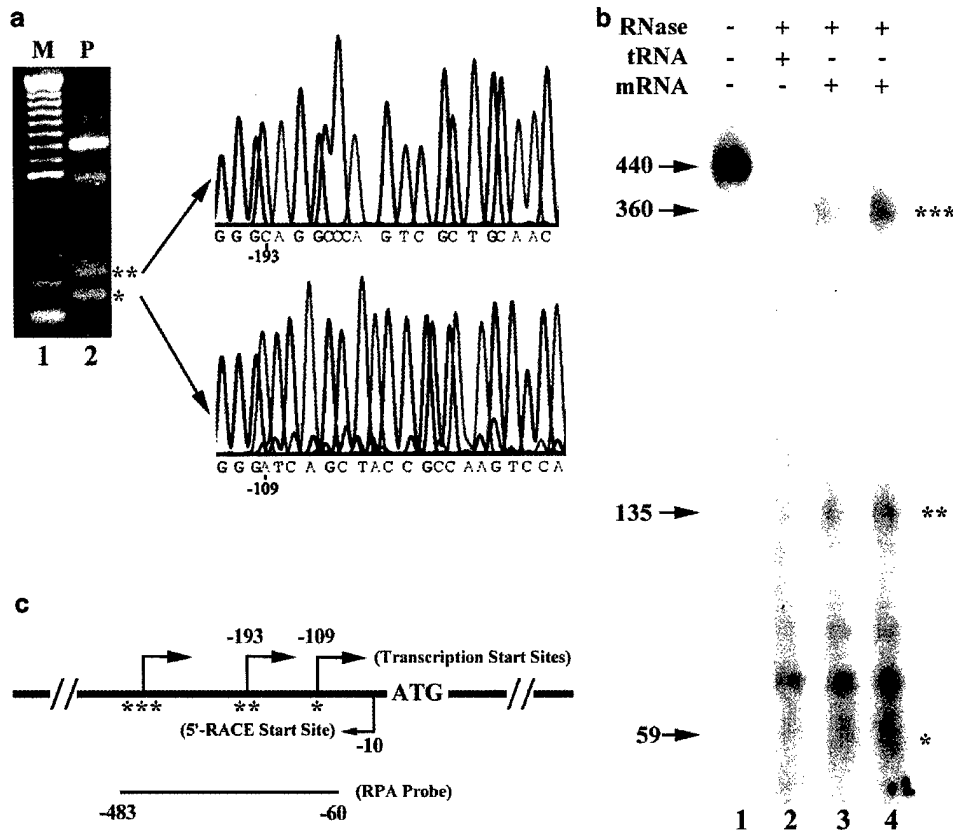 a
M P
**
*
1 2
G G G C A G G C C C A G T C G C T G C A A C
-193
G G G A T C A G C T A C C G C C A A G T C C A
-109
b
RNase - + + +
tRNA - + - -
mRNA - - + +
440
360 ***
135 **
59 *
1 2 3 4
c
-193 -109
(Transcription Start Sites)
ATG
*** ** *
(5'-RACE Start Site)
-10
(RPA Probe)
-483 -60